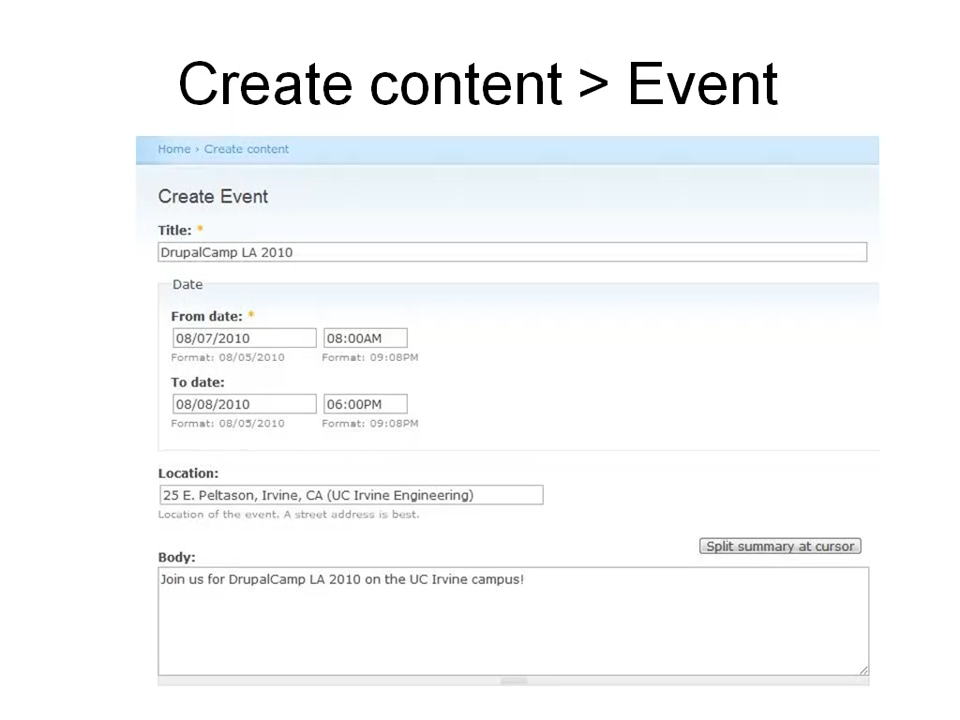 Create content > Event
Home › Create content
Create Event
Title: *
DrupalCamp LA 2010
Date
From date: *
08/07/2010 08:00AM
Format: 08/05/2010 Format: 09:08PM
To date:
08/08/2010 06:00PM
Format: 08/05/2010 Format: 09:08PM
Location:
25 E. Peltason, Irvine, CA (UC Irvine Engineering)
Location of the event. A street address is best.
Split summary at cursor
Body:
Join us for DrupalCamp LA 2010 on the UC Irvine campus!